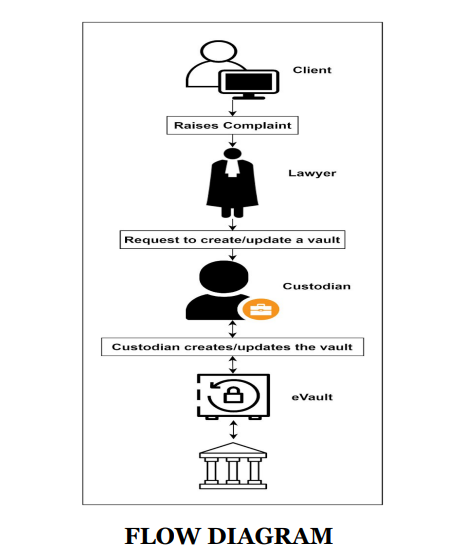 Client
Raises Complaint
Lawyer
Request to create/update a vault
Custodian
Custodian creates/updates the vault
eVault
FLOW DIAGRAM